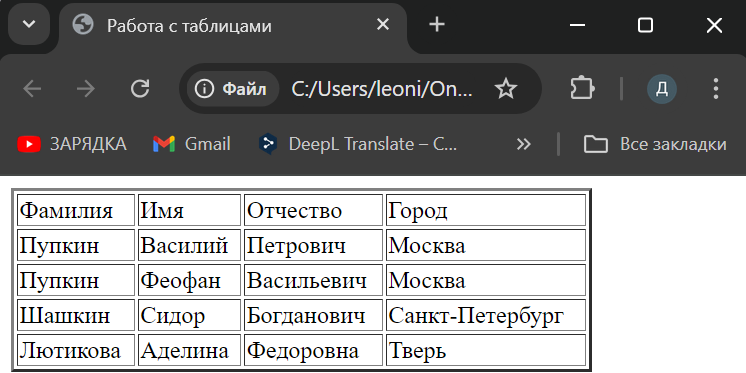 Работа с таблицами
Файл C:/Users/leoni/On...
ЗАРЯДКА Gmail DeepL Translate – C... » Все закладки
Д
Фамилия Имя Отчество Город
Пупкин Василий Петрович Москва
Пупкин Феофан Васильевич Москва
Шашкин Сидор Богданович Санкт-Петербург
Лютикова Аделина Федоровна Тверь